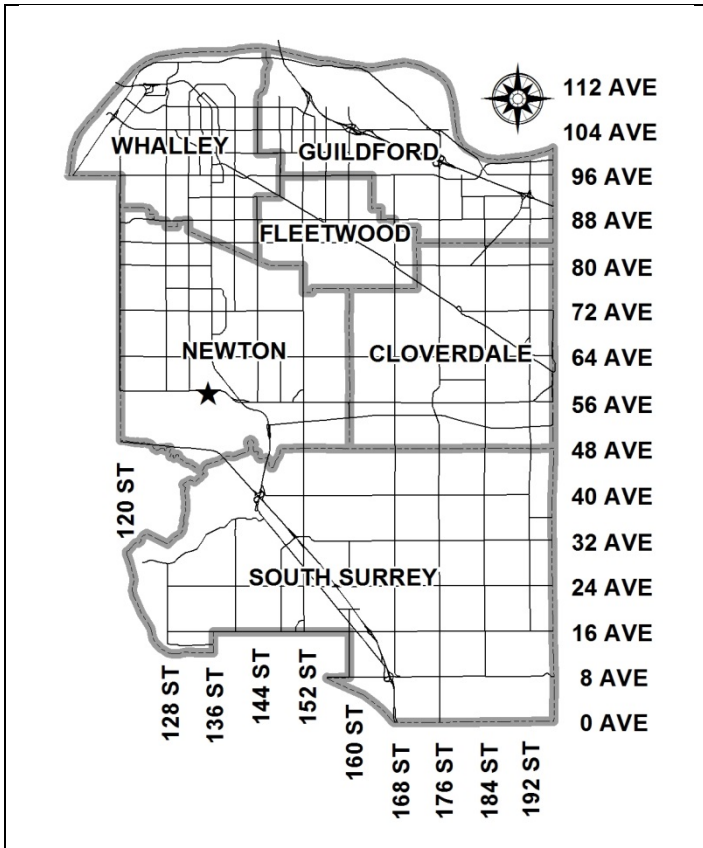 112 AVE
104 AVE
WHALLEY
GUILDFORD
96 AVE
88 AVE
FLEETWOOD
80 AVE
72 AVE
NEWTON
CLOVERDALE
64 AVE
56 AVE
48 AVE
120 ST
40 AVE
32 AVE
SOUTH SURREY
24 AVE
16 AVE
128 ST
136 ST
144 ST
152 ST
160 ST
8 AVE
0 AVE
168 ST
176 ST
184 ST
192 ST